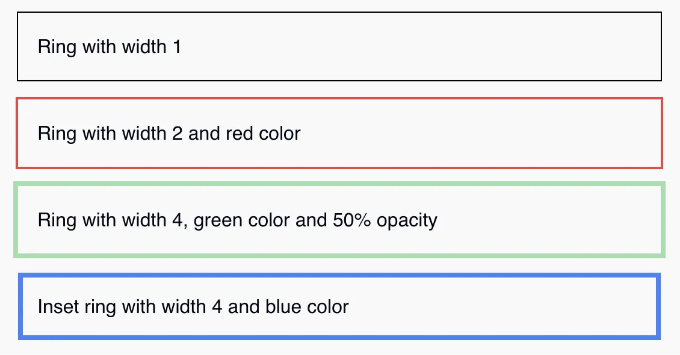 Ring with width 1
Ring with width 2 and red color
Ring with width 4, green color and 50% opacity
Inset ring with width 4 and blue color